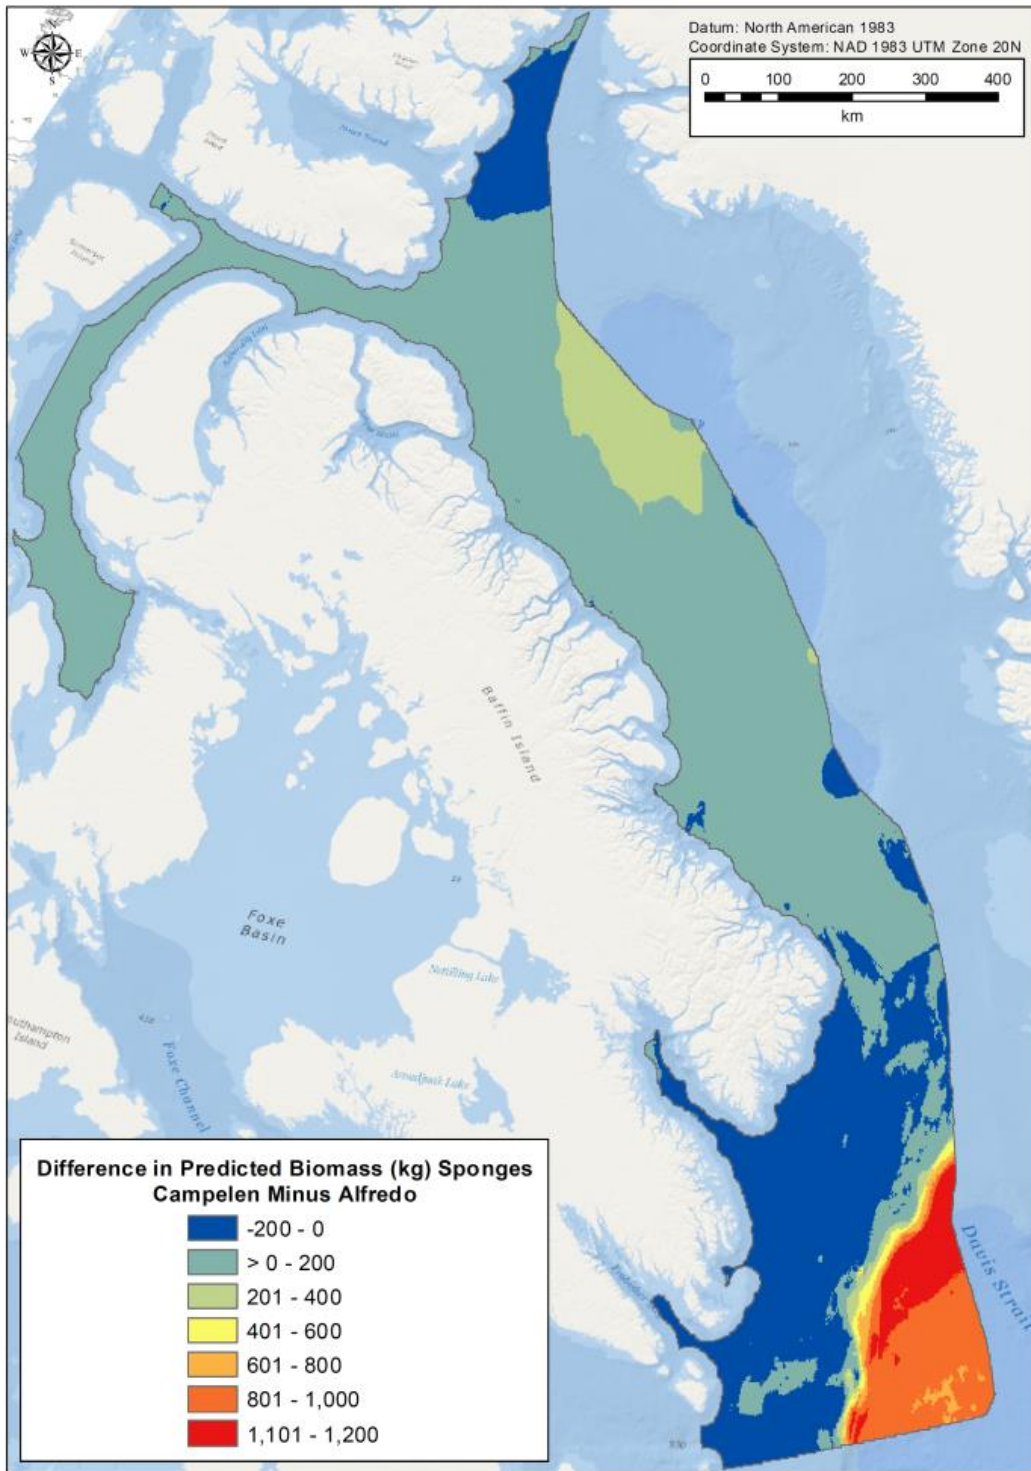 N
W E
S
Datum: North American 1983
Coordinate System: NAD 1983 UTM Zone 20N
0 100 200 300 400
km
Somerset
Island
Baffin Island
Foxe
Basin
Nettilling Lake
Amadjuak Lake
Southampton
Island
Foxe Channel
Davis Strait
Difference in Predicted Biomass (kg) Sponges
Campelen Minus Alfredo
-200 - 0
> 0 - 200
201 - 400
401 - 600
601 - 800
801 - 1,000
1,101 - 1,200